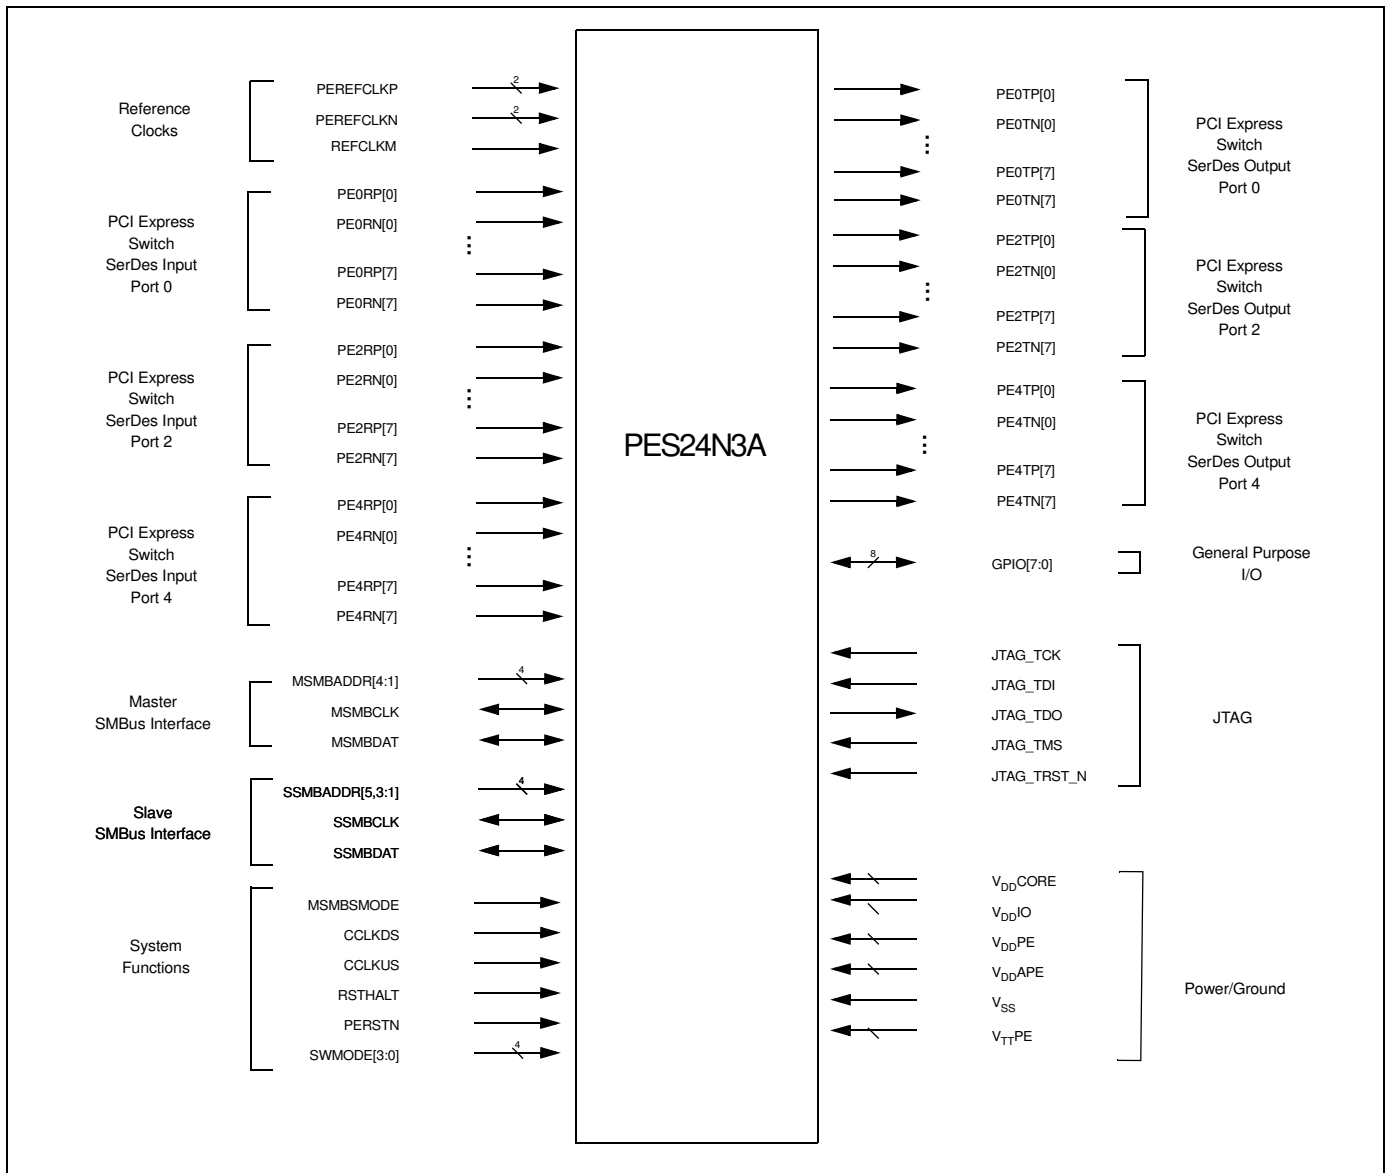 Reference
Clocks
PEREFCLKP
2
PEREFCLKN
2
REFCLKM
PCI Express
Switch
SerDes Input
Port 0
PE0RP[0]
PE0RN[0]
PE0RP[7]
PE0RN[7]
PCI Express
Switch
SerDes Input
Port 2
PE2RP[0]
PE2RN[0]
PE2RP[7]
PE2RN[7]
PCI Express
Switch
SerDes Input
Port 4
PE4RP[0]
PE4RN[0]
PE4RP[7]
PE4RN[7]
Master
SMBus Interface
MSMBADDR[4:1]
4
MSMBCLK
MSMBDAT
Slave
SMBus Interface
SSMBADDR[5,3:1]
4
SSMBCLK
SSMBDAT
System
Functions
MSMBSMODE
CCLKDS
CCLKUS
RSTHALT
PERSTN
SWMODE[3:0]
4
PES24N3A
PE0TP[0]
PE0TN[0]
PE0TP[7]
PE0TN[7]
PCI Express
Switch
SerDes Output
Port 0
PE2TP[0]
PE2TN[0]
PE2TP[7]
PE2TN[7]
PCI Express
Switch
SerDes Output
Port 2
PE4TP[0]
PE4TN[0]
PE4TP[7]
PE4TN[7]
PCI Express
Switch
SerDes Output
Port 4
8
GPIO[7:0]
General Purpose
I/O
JTAG_TCK
JTAG_TDI
JTAG_TDO
JTAG_TMS
JTAG_TRST_N
JTAG
VDDCORE
VDDIO
VDDPE
VDDAPE
VSS
VTTPE
Power/Ground